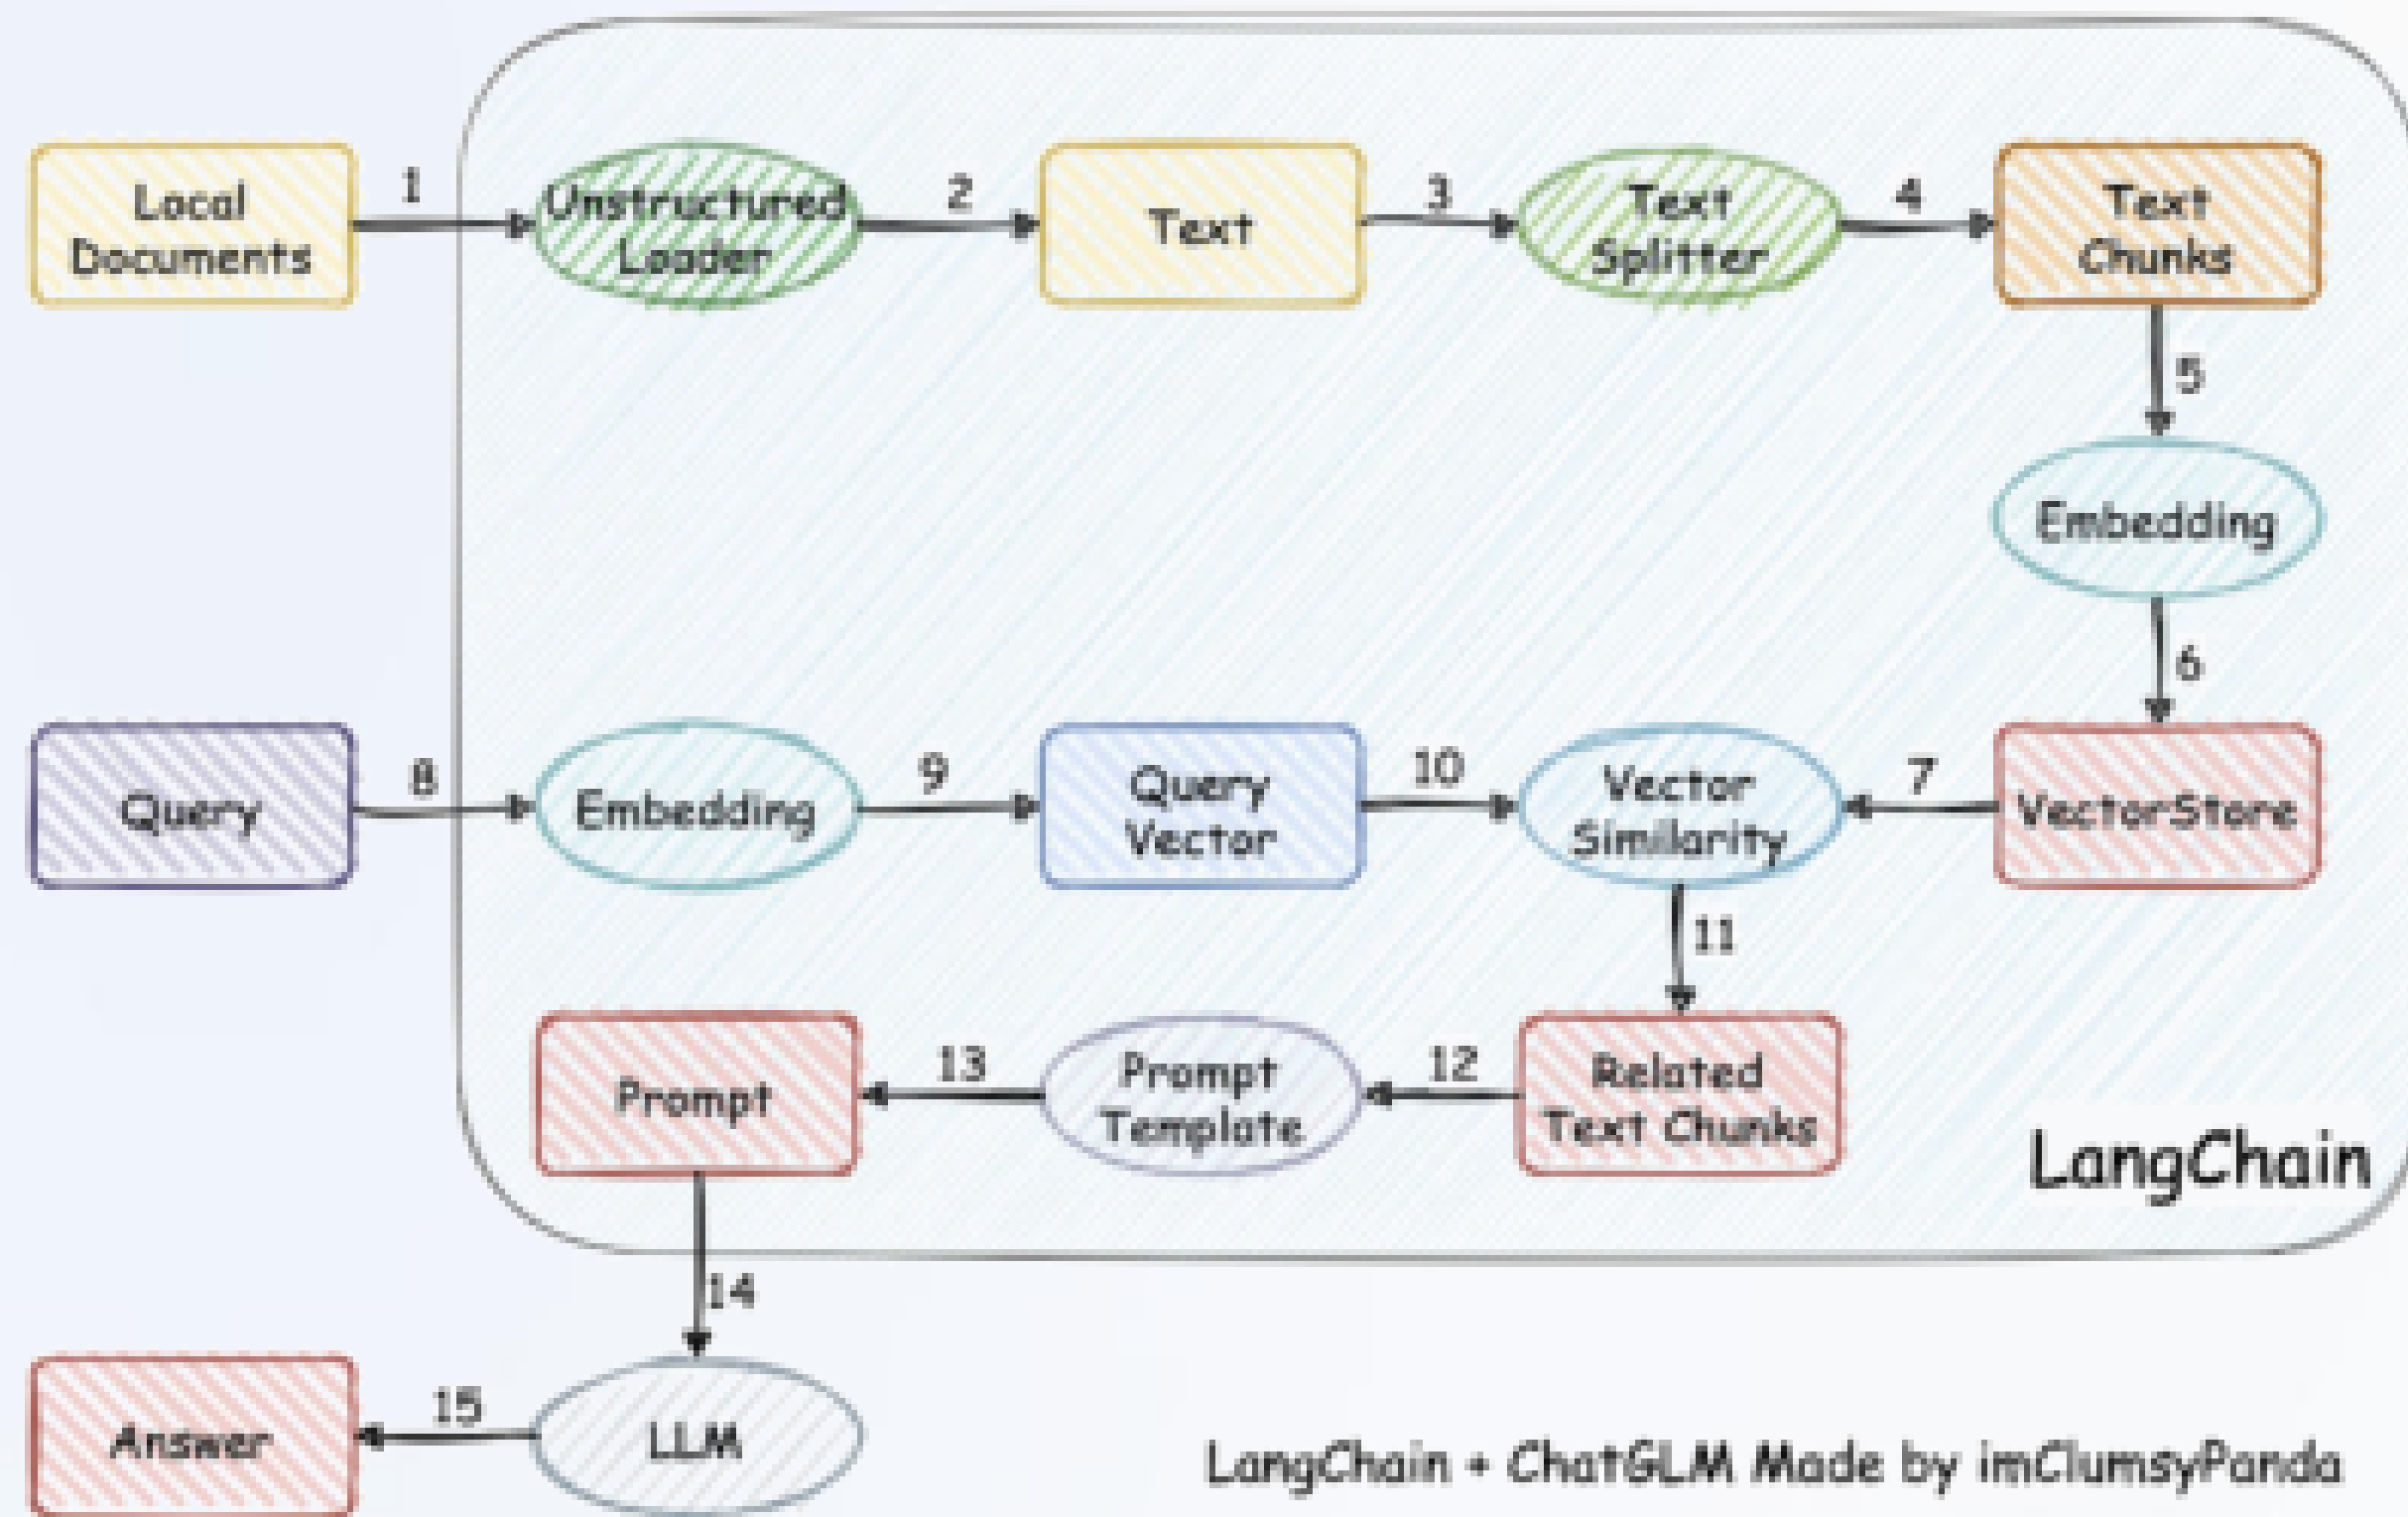 1
2
3
4
Local
Documents
Unstructured
Loader
Text
Text
Splitter
Text
Chunks
5
Embedding
6
8
9
10
7
Query
Embedding
Query
Vector
Vector
Similarity
VectorStore
11
Prompt
13
Prompt
Template
12
Related
Text Chunks
LangChain
14
15
Answer
LLM
LangChain + ChatGLM Made by imClumsyPanda